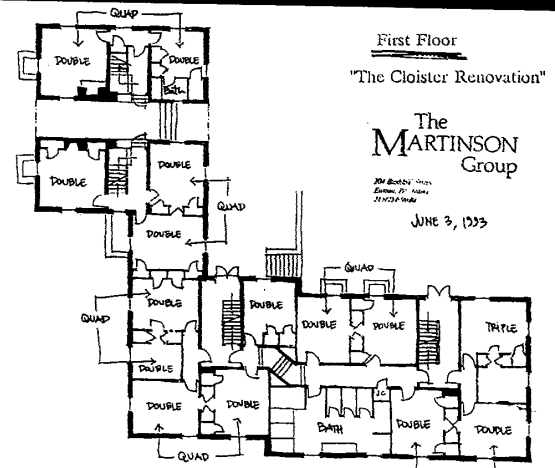 QUAD
First Floor
DOUBLE
DOUBLE
"The Cloister Renovation"
Bath
The
MARTINSON
Group
DOUBLE
DOUBLE
JUNE 3, 1993
QUAD
DOUBLE
QUAD
DOUBLE
DOUBLE
DOUBLE
DOUBLE
TRIPLE
QUAD
DOUBLE
J.C.
DOUBLE
DOUBLE
DOUBLE
BATH
DOUBLE
QUAD